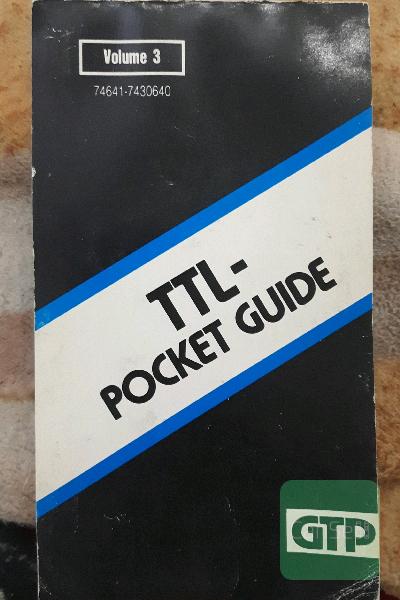 Volume 3
74641-7430640
TTL-
POCKET GUIDE
GTP